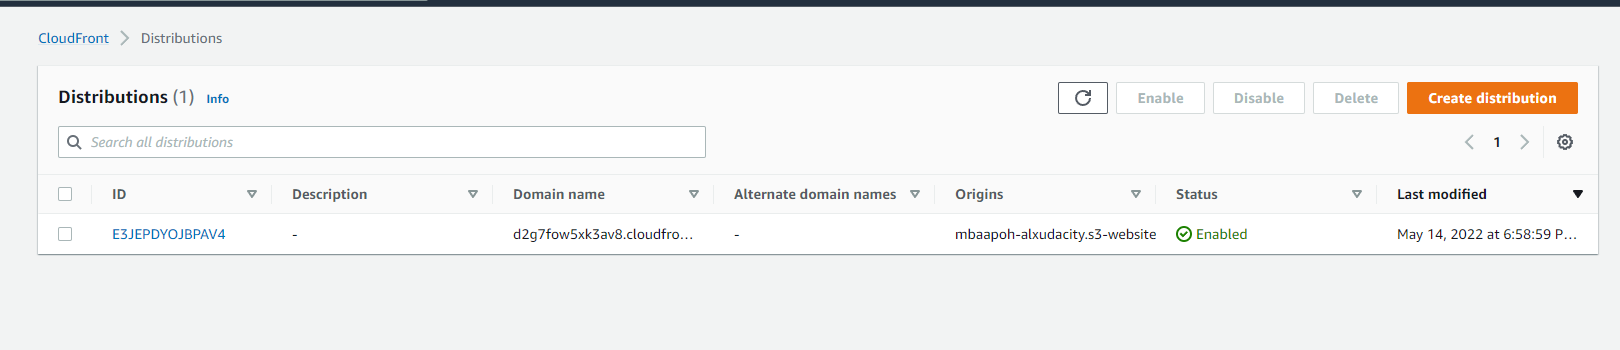 CloudFront > Distributions
Distributions (1) Info
Enable Disable Delete Create distribution
Search all distributions
1
ID Description Domain name Alternate domain names Origins Status Last modified
E3JEPDYOJBPAV4 - d2g7fow5xk3av8.cloudfro... - mbaapoh-alxudacity.s3-website Enabled May 14, 2022 at 6:58:59 P...